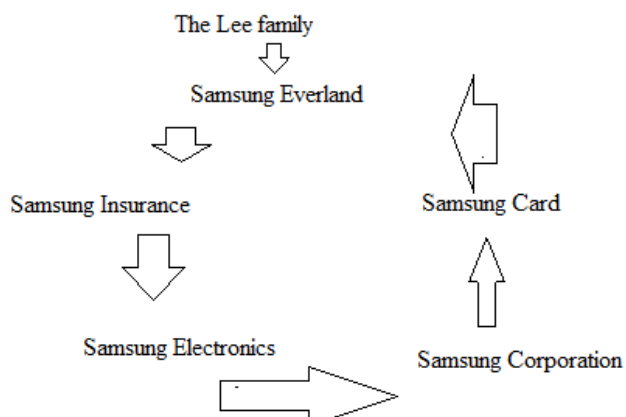 The Lee family
Samsung Everland
Samsung Insurance
Samsung Card
Samsung Electronics
Samsung Corporation